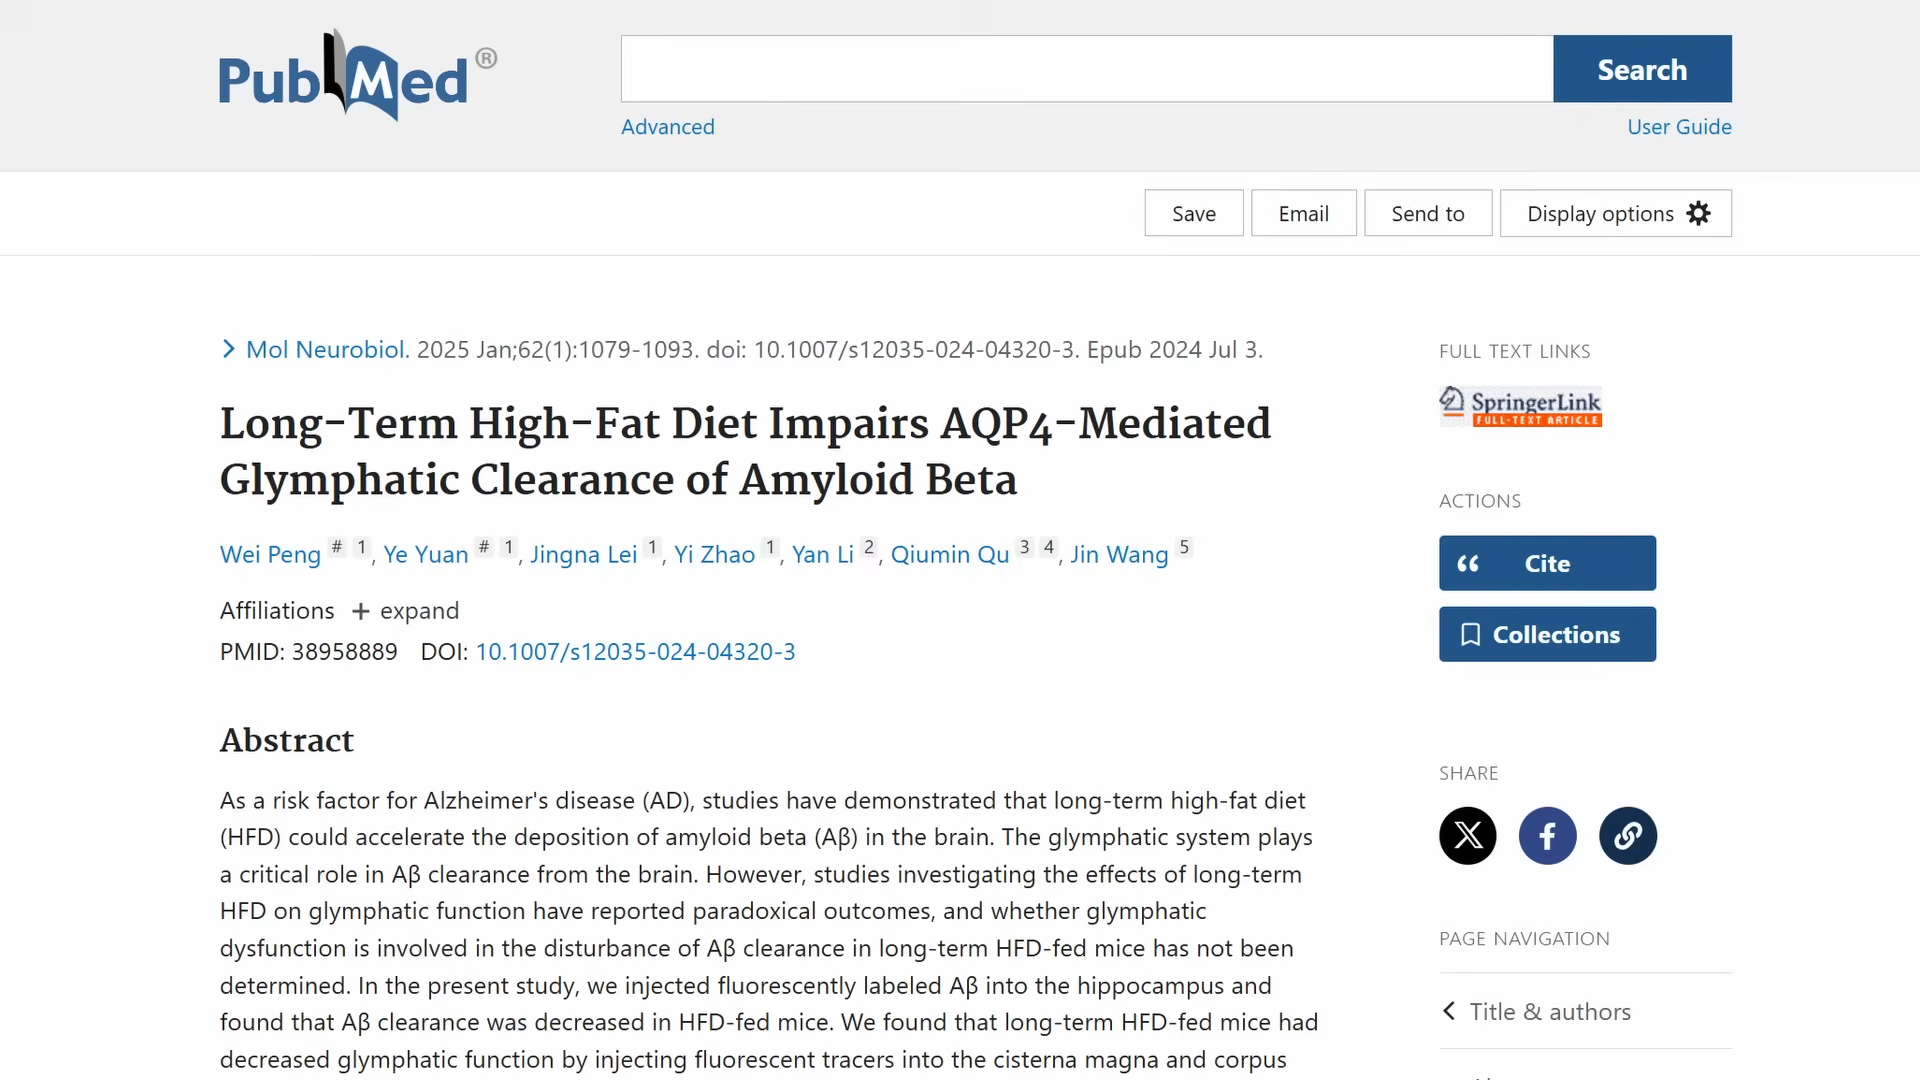 PubMed®
Search
Advanced
User Guide
Save
Email
Send to
Display options
Mol Neurobiol. 2025 Jan;62(1):1079-1093. doi: 10.1007/s12035-024-04320-3. Epub 2024 Jul 3.
Long-Term High-Fat Diet Impairs AQP4-Mediated
Glymphatic Clearance of Amyloid Beta
Wei Peng # 1, Ye Yuan # 1, Jingna Lei 1, Yi Zhao 1, Yan Li 2, Qiumin Qu 3 4, Jin Wang 5
Affiliations + expand
PMID: 38958889 DOI: 10.1007/s12035-024-04320-3
Abstract
As a risk factor for Alzheimer's disease (AD), studies have demonstrated that long-term high-fat diet
(HFD) could accelerate the deposition of amyloid beta (Aβ) in the brain. The glymphatic system plays
a critical role in Aβ clearance from the brain. However, studies investigating the effects of long-term
HFD on glymphatic function have reported paradoxical outcomes, and whether glymphatic
dysfunction is involved in the disturbance of Aβ clearance in long-term HFD-fed mice has not been
determined. In the present study, we injected fluorescently labeled Aβ into the hippocampus and
found that Aβ clearance was decreased in HFD-fed mice. We found that long-term HFD-fed mice had
decreased glymphatic function by injecting fluorescent tracers into the cisterna magna and corpus
FULL TEXT LINKS
SpringerLink
FULL-TEXT ARTICLE
ACTIONS
Cite
Collections
SHARE
PAGE NAVIGATION
Title & authors